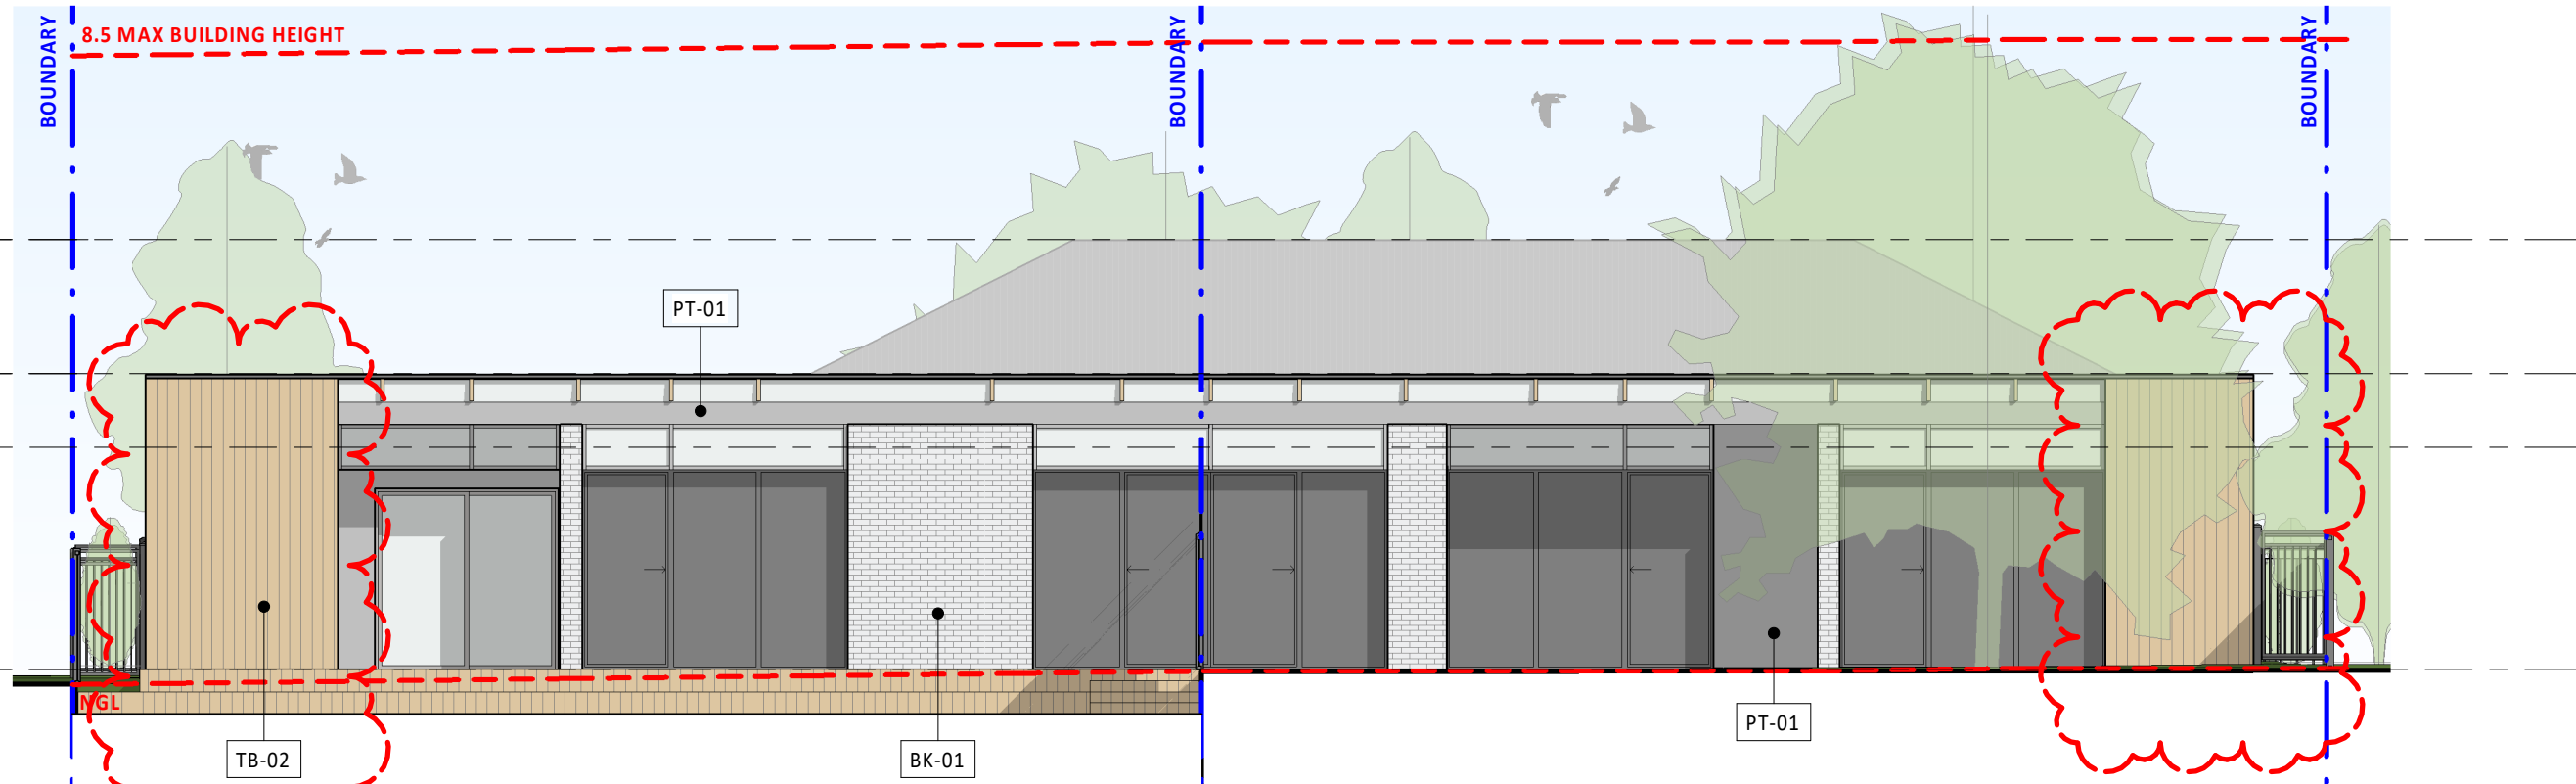 BOUNDARY
8.5 MAX BUILDING HEIGHT
BOUNDARY
BOUNDARY
PT-01
NGL
TB-02
BK-01
PT-01